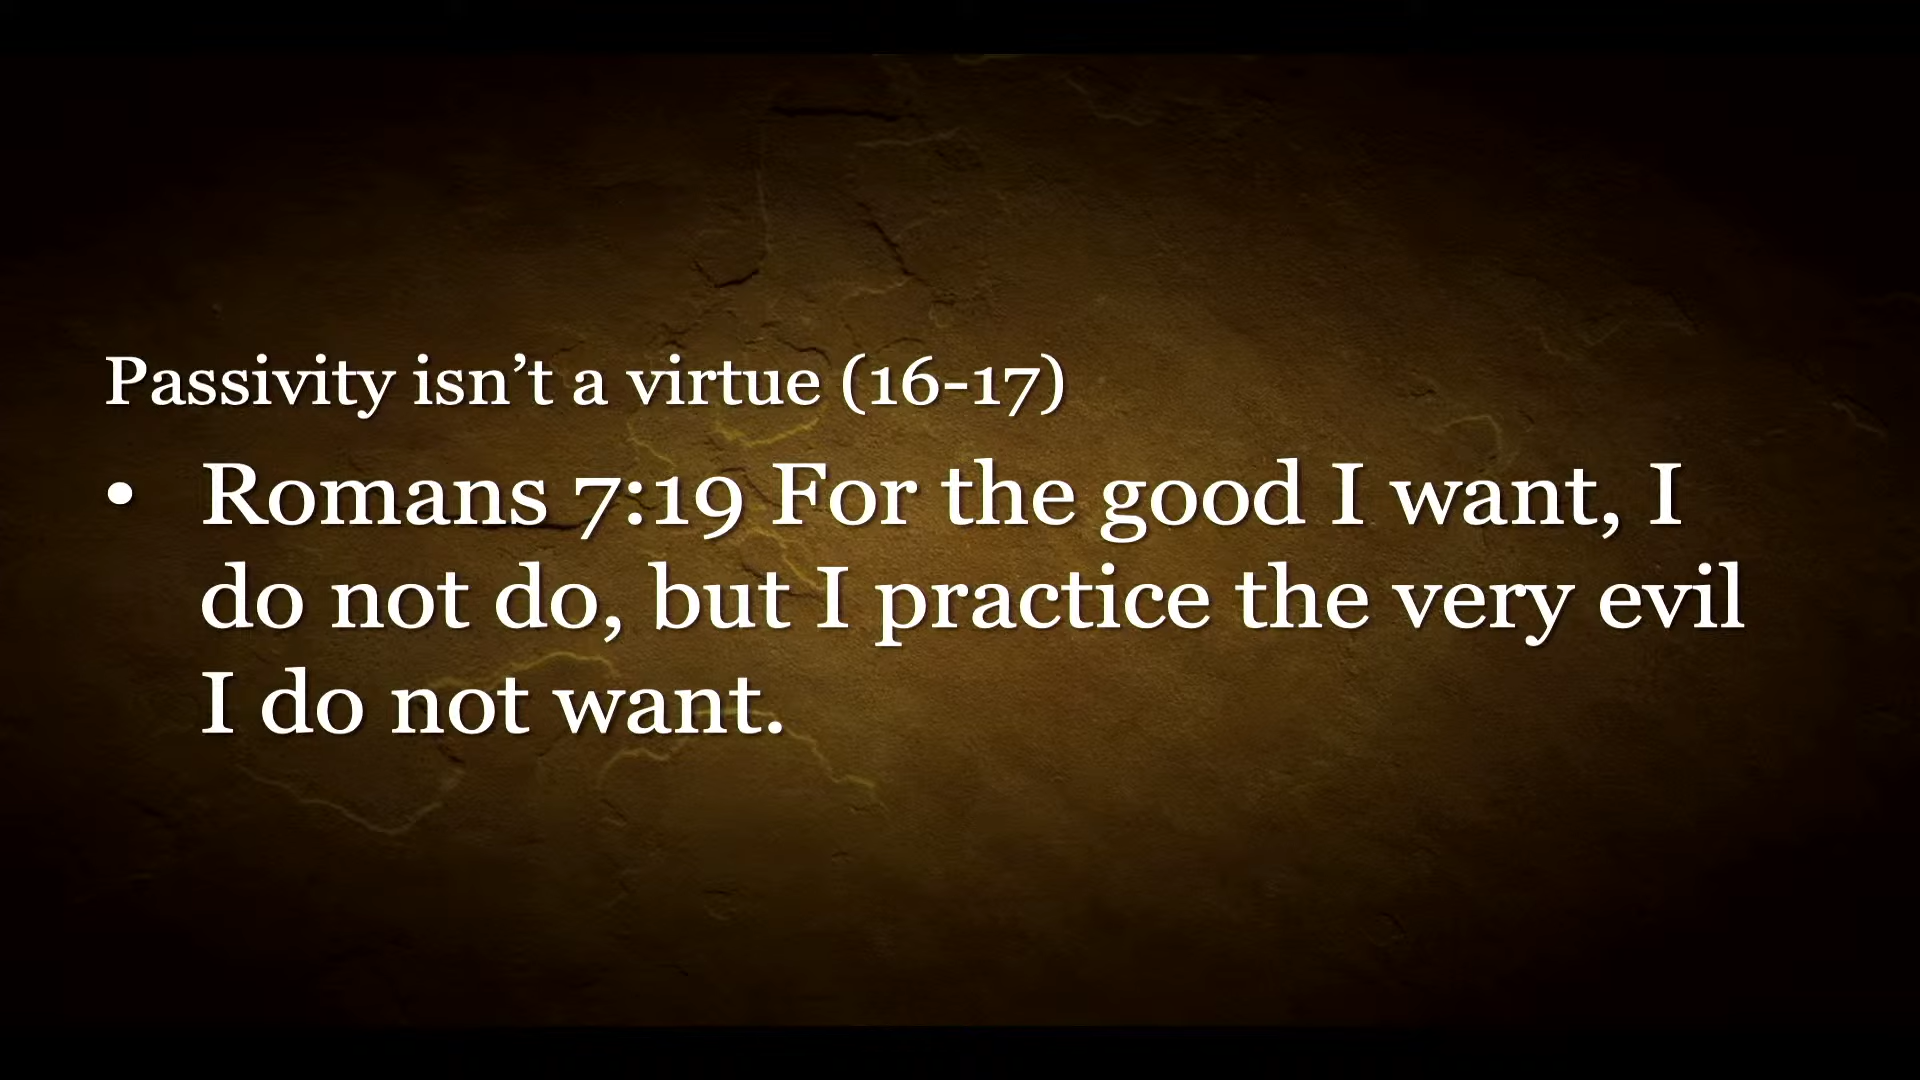 Passivity isn’t a virtue (16-17)
• Romans 7:19 For the good I want, I
do not do, but I practice the very evil
I do not want.